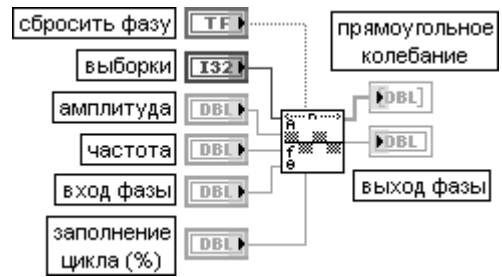 сбросить фазу
TF
прямоугольное
колебание
выборки
I32
[DBL]
амплитуда
DBL
n
A
DBL
частота
DBL
f
вход фазы
DBL
θ
выход фазы
заполнение
цикла (%)
DBL